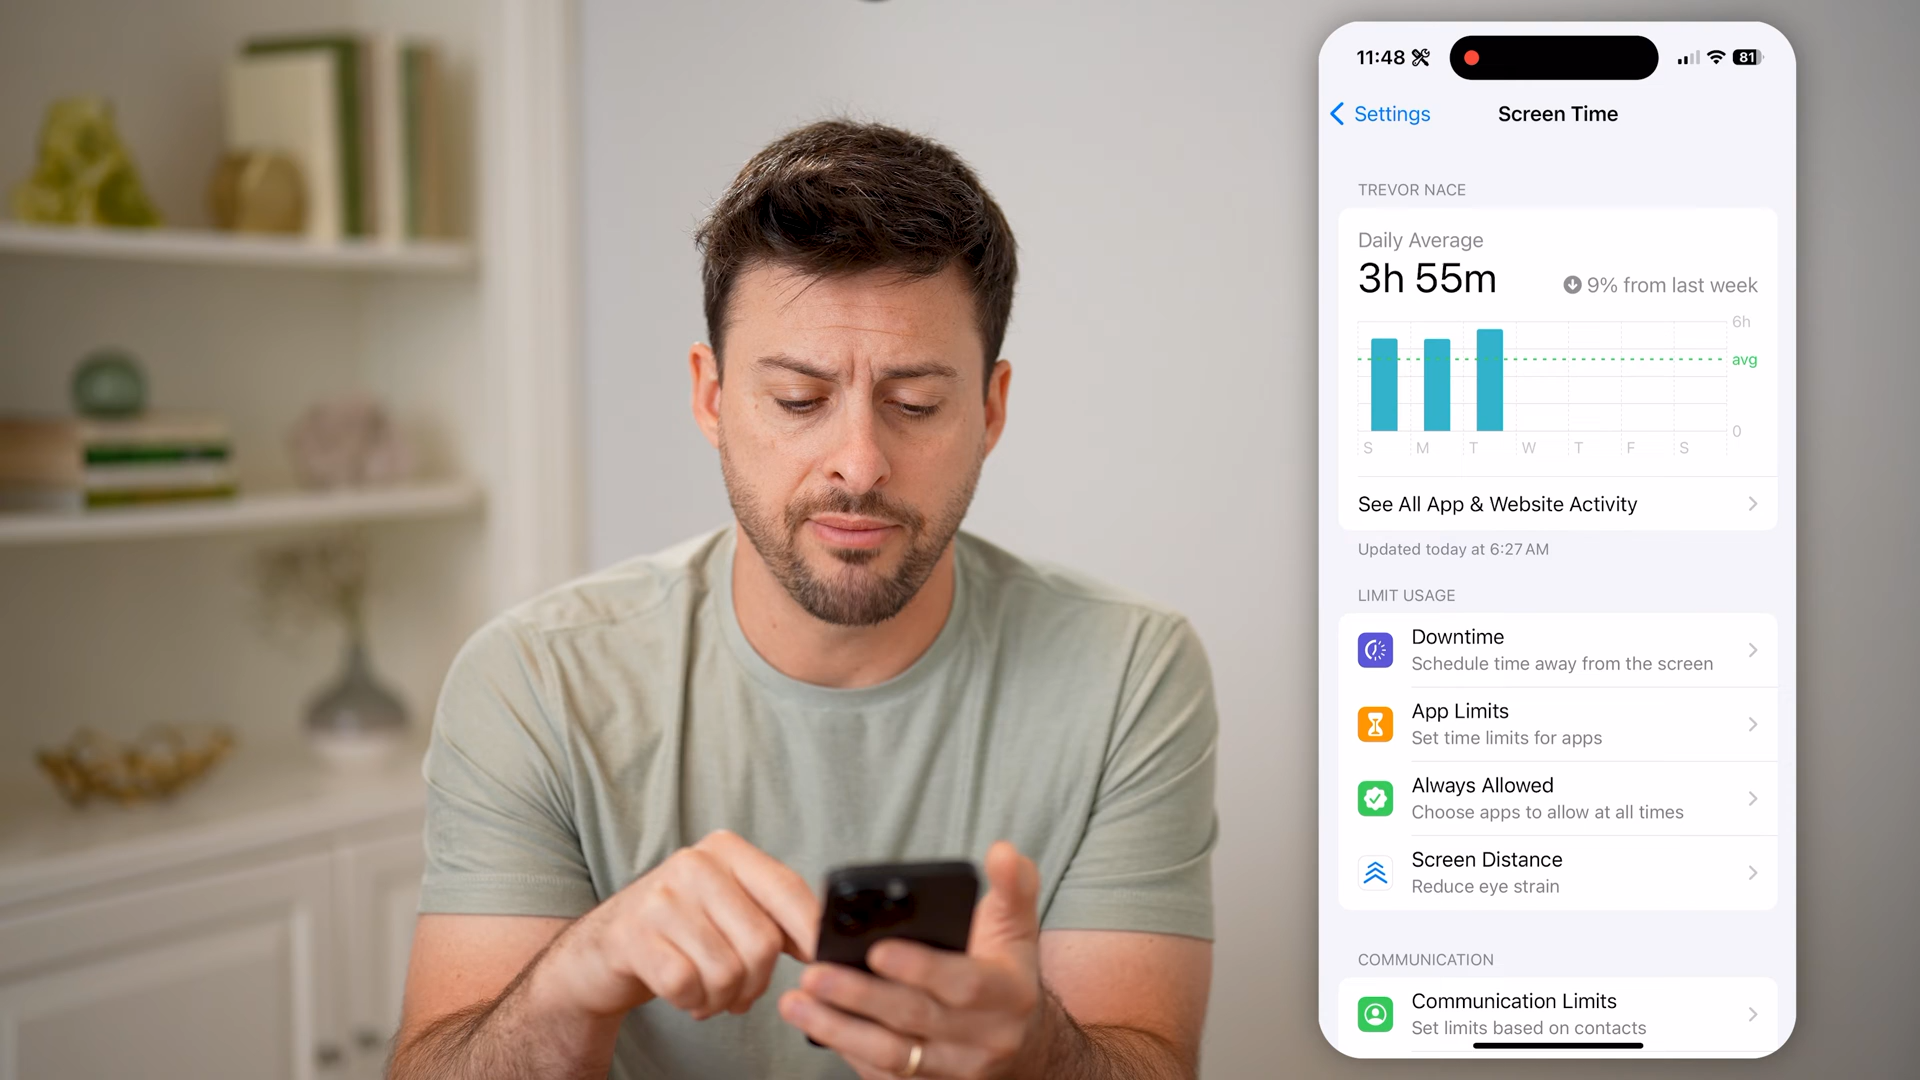 11:48
81
Settings
Screen Time
TREVOR NACE
Daily Average
3h 55m
9% from last week
6h
avg
0
S M T W T F S
See All App & Website Activity
Updated today at 6:27 AM
LIMIT USAGE
Downtime
Schedule time away from the screen
App Limits
Set time limits for apps
Always Allowed
Choose apps to allow at all times
Screen Distance
Reduce eye strain
COMMUNICATION
Communication Limits
Set limits based on contacts